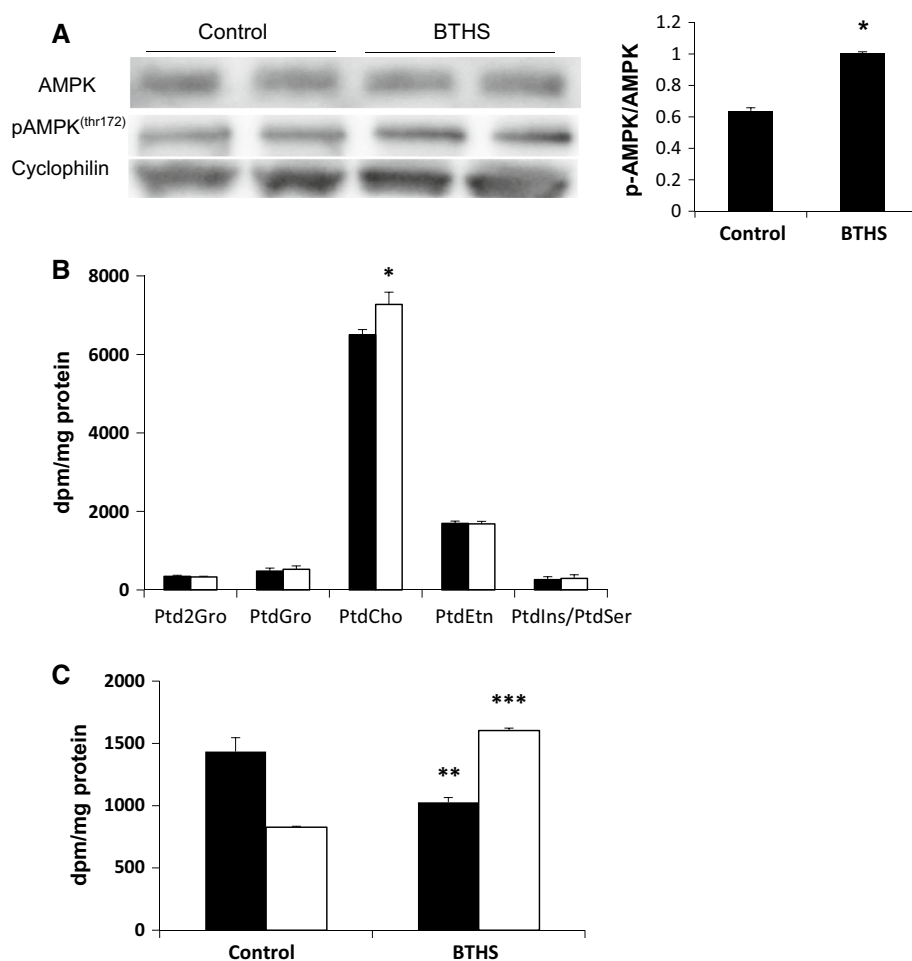 A
Control BTHS
AMPK
pAMPK(thr172)
Cyclophilin
p-AMPK/AMPK
1.2
1
0.8
0.6
0.4
0.2
0
*
Control BTHS
B
dpm/mg protein
8000
6000
4000
2000
0
*
Ptd2Gro PtdGro PtdCho PtdEtn PtdIns/PtdSer
C
dpm/mg protein
2000
1500
1000
500
0
**
***
Control BTHS